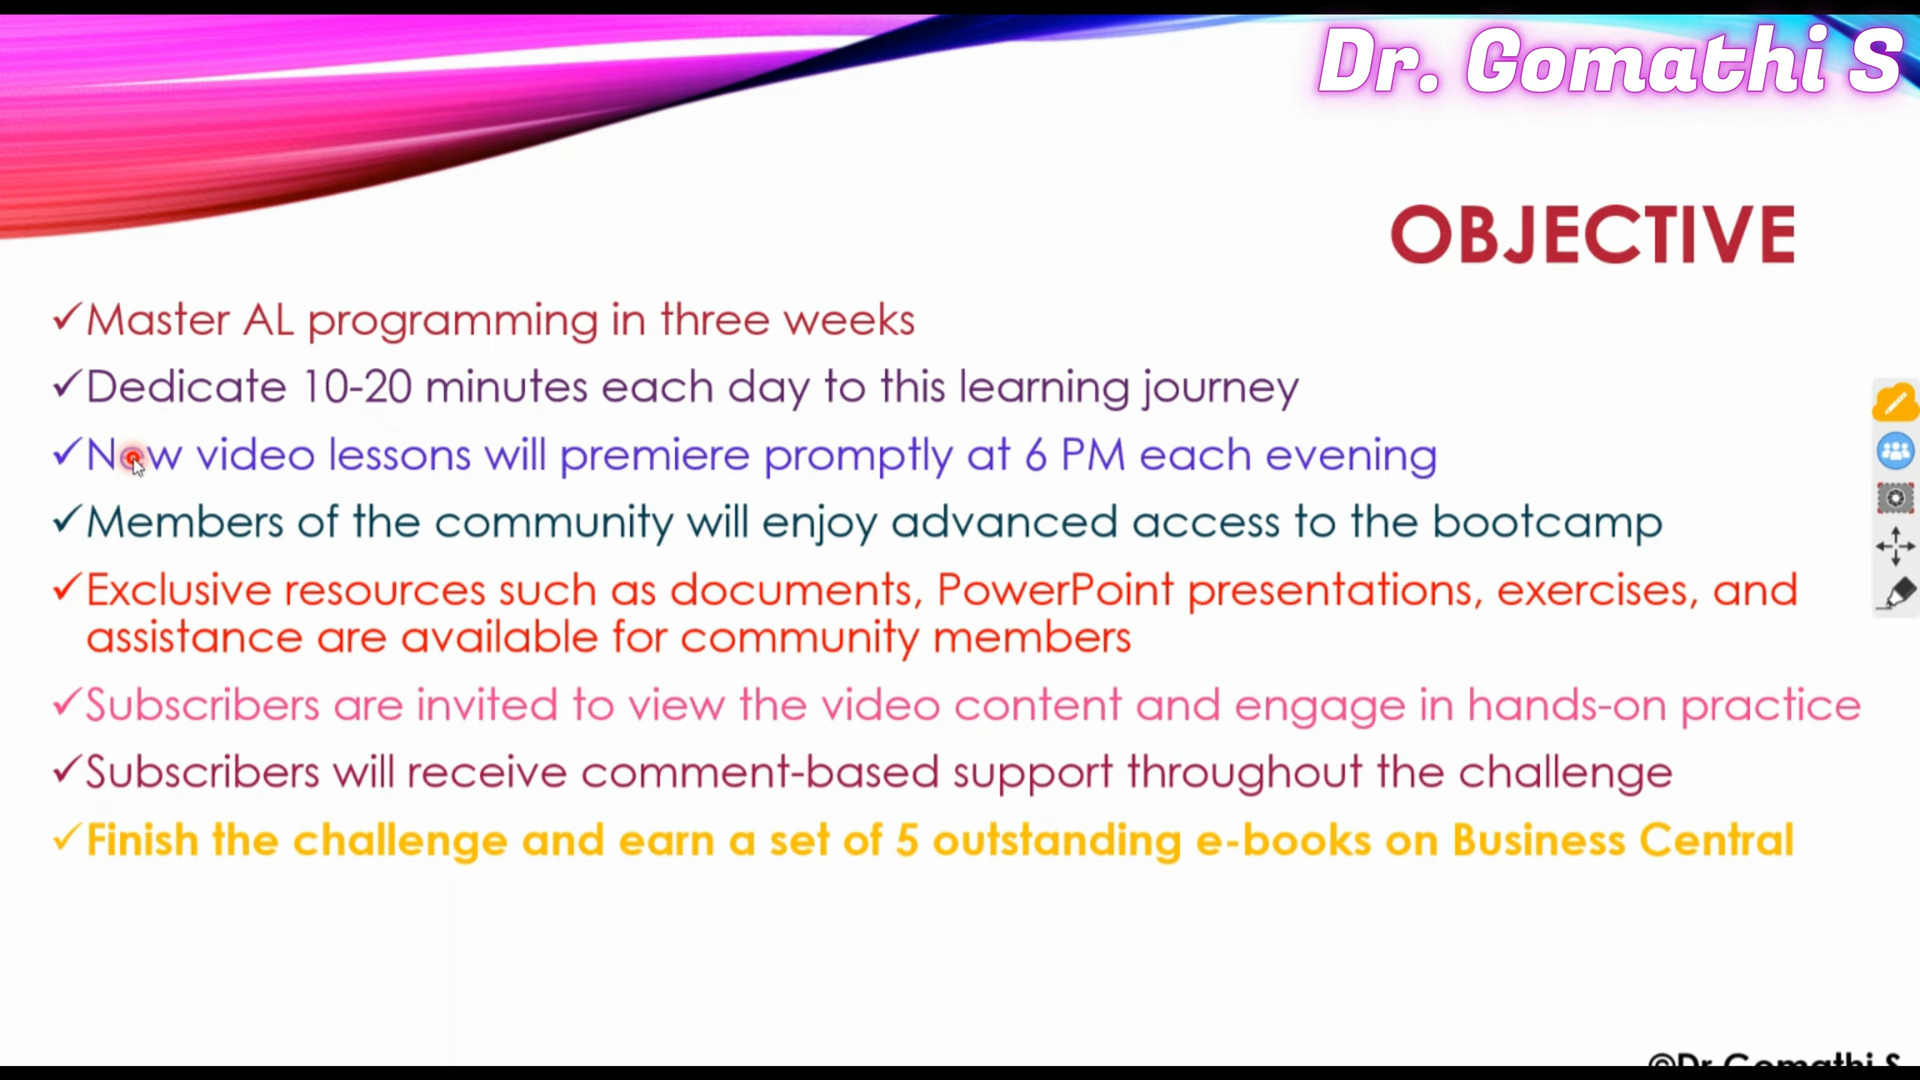 Dr. Gomathi S
OBJECTIVE
✓Master AL programming in three weeks
✓Dedicate 10-20 minutes each day to this learning journey
✓New video lessons will premiere promptly at 6 PM each evening
✓Members of the community will enjoy advanced access to the bootcamp
✓Exclusive resources such as documents, PowerPoint presentations, exercises, and
assistance are available for community members
✓Subscribers are invited to view the video content and engage in hands-on practice
✓Subscribers will receive comment-based support throughout the challenge
✓Finish the challenge and earn a set of 5 outstanding e-books on Business Central
@Dr Gomathi S